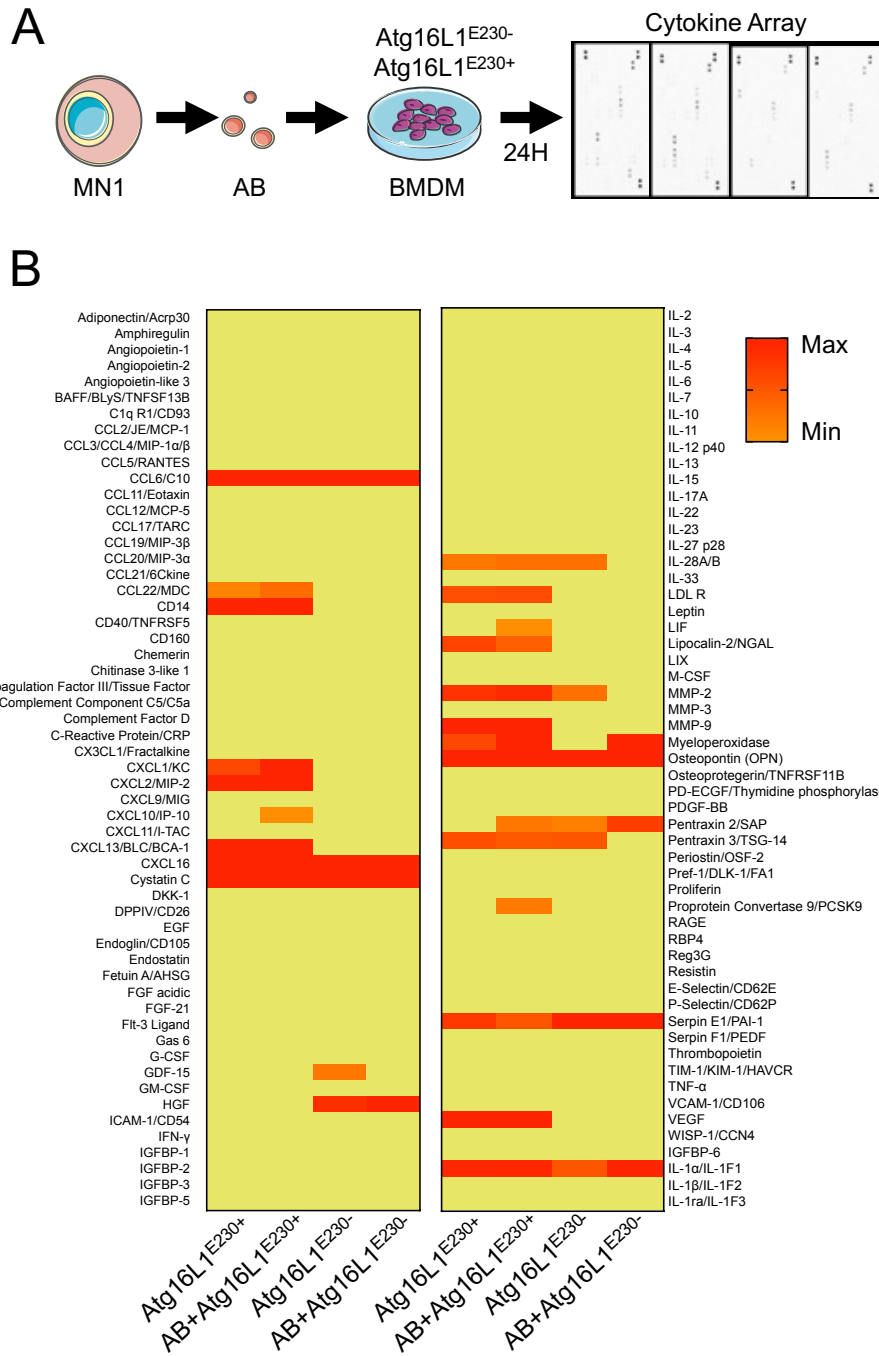 A
Cytokine Array
Atg16L1E230-
Atg16L1E230+
24H
MN1
AB
BMDM
B
Adiponectin/Acrp30
Amphiregulin
Angiopoietin-1
Angiopoietin-2
Angiopoietin-like 3
BAFF/BLyS/TNFSF13B
C1q R1/CD93
CCL2/JE/MCP-1
CCL3/CCL4/MIP-1α/β
CCL5/RANTES
CCL6/C10
CCL11/Eotaxin
CCL12/MCP-5
CCL17/TARC
CCL19/MIP-3β
CCL20/MIP-3α
CCL21/6Ckine
CCL22/MDC
CD14
CD40/TNFRSF5
CD160
Chemerin
Chitinase 3-like 1
agulation Factor III/Tissue Factor
Complement Component C5/C5a
Complement Factor D
C-Reactive Protein/CRP
CX3CL1/Fractalkine
CXCL1/KC
CXCL2/MIP-2
CXCL9/MIG
CXCL10/IP-10
CXCL11/I-TAC
CXCL13/BLC/BCA-1
CXCL16
Cystatin C
DKK-1
DPPIV/CD26
EGF
Endoglin/CD105
Endostatin
Fetuin A/AHSG
FGF acidic
FGF-21
Flt-3 Ligand
Gas 6
G-CSF
GDF-15
GM-CSF
HGF
ICAM-1/CD54
IFN-γ
IGFBP-1
IGFBP-2
IGFBP-3
IGFBP-5
IL-2
IL-3
IL-4
IL-5
IL-6
IL-7
IL-10
IL-11
IL-12 p40
IL-13
IL-15
IL-17A
IL-22
IL-23
IL-27 p28
IL-28A/B
IL-33
LDL R
Leptin
LIF
Lipocalin-2/NGAL
LIX
M-CSF
MMP-2
MMP-3
MMP-9
Myeloperoxidase
Osteopontin (OPN)
Osteoprotegerin/TNFRSF11B
PD-ECGF/Thymidine phosphorylase
PDGF-BB
Pentraxin 2/SAP
Pentraxin 3/TSG-14
Periostin/OSF-2
Pref-1/DLK-1/FA1
Proliferin
Proprotein Convertase 9/PCSK9
RAGE
RBP4
Reg3G
Resistin
E-Selectin/CD62E
P-Selectin/CD62P
Serpin E1/PAI-1
Serpin F1/PEDF
Thrombopoietin
TIM-1/KIM-1/HAVCR
TNF-α
VCAM-1/CD106
VEGF
WISP-1/CCN4
IGFBP-6
IL-1α/IL-1F1
IL-1β/IL-1F2
IL-1ra/IL-1F3
Max
Min
Atg16L1E230+
AB+Atg16L1E230+
Atg16L1E230-
AB+Atg16L1E230-
Atg16L1E230+
AB+Atg16L1E230+
Atg16L1E230-
AB+Atg16L1E230-